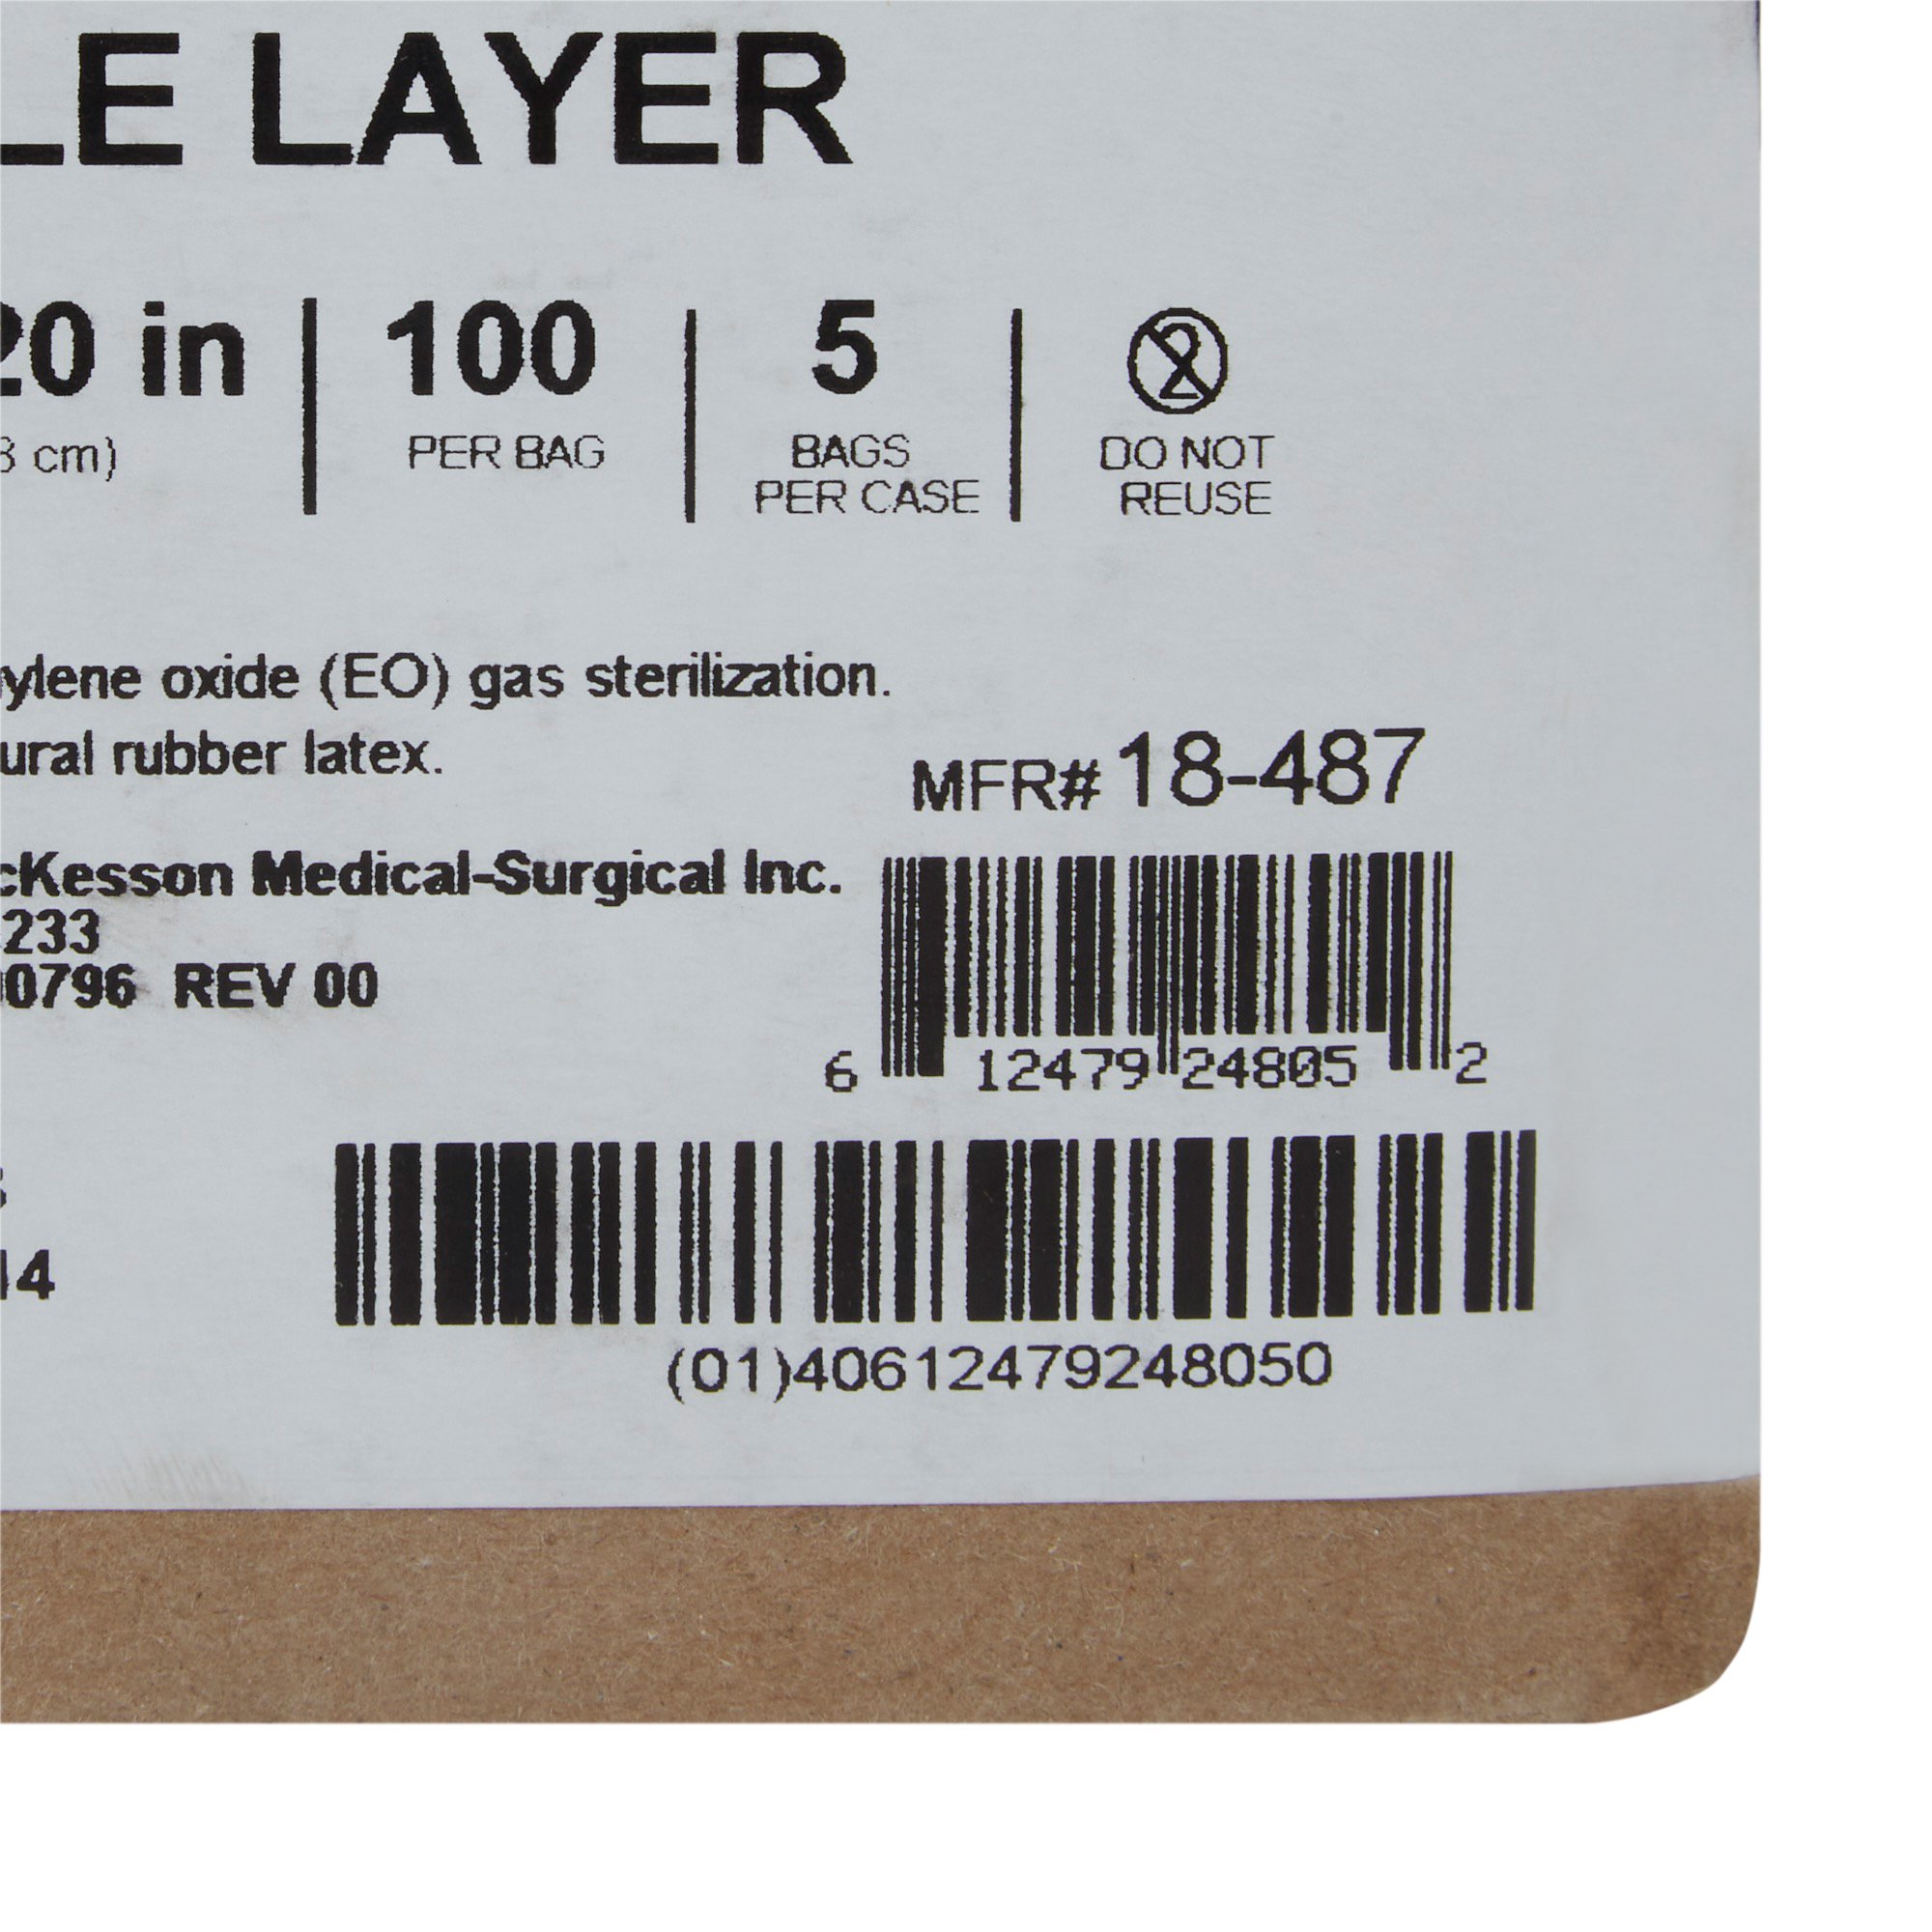 LE LAYER
20 in
100
5
8 cm)
PER BAG
BAGS
PER CASE
DO NOT
REUSE
ylene oxide (EO) gas sterilization.
ural rubber latex.
MFR# 18-487
cKesson Medical-Surgical Inc.
233
0796 REV 00
6 12479 24805 2
14
(01)40612479248050